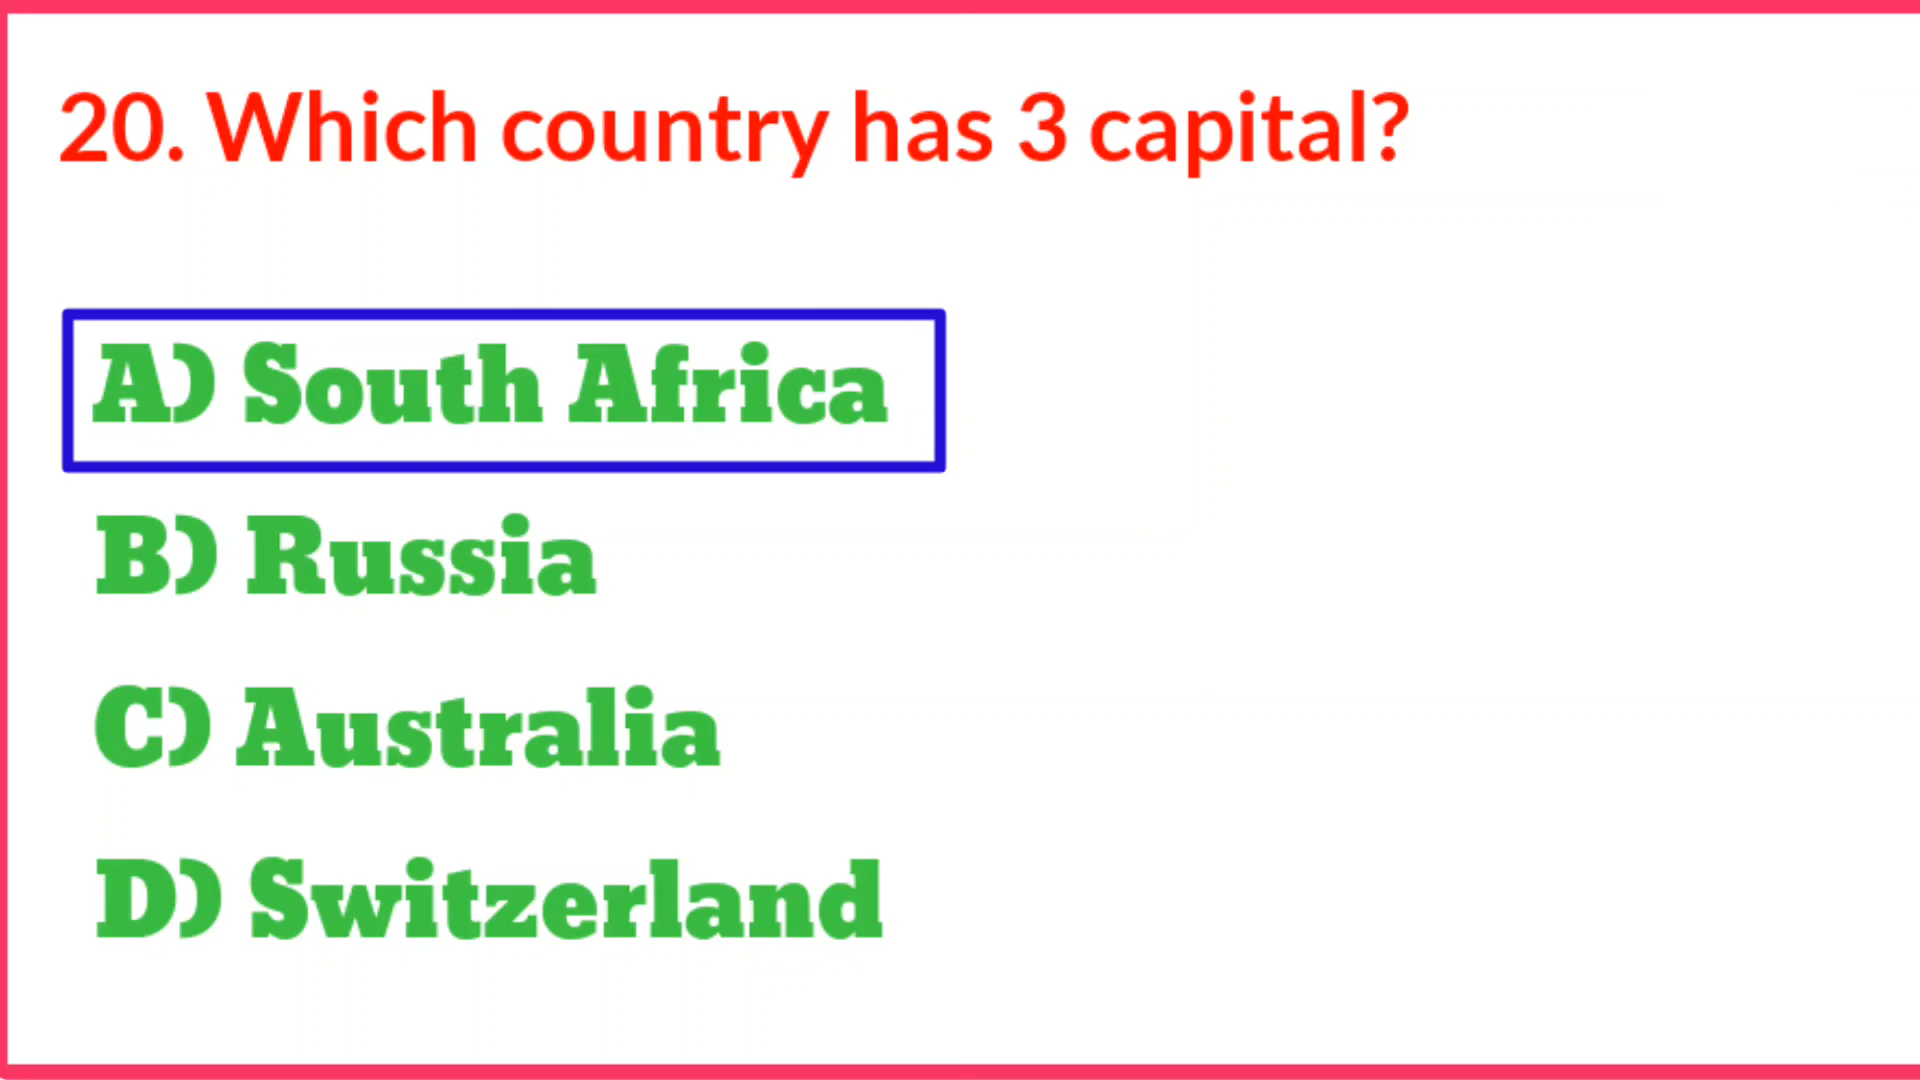 20. Which country has 3 capital?
A) South Africa
B) Russia
C) Australia
D) Switzerland